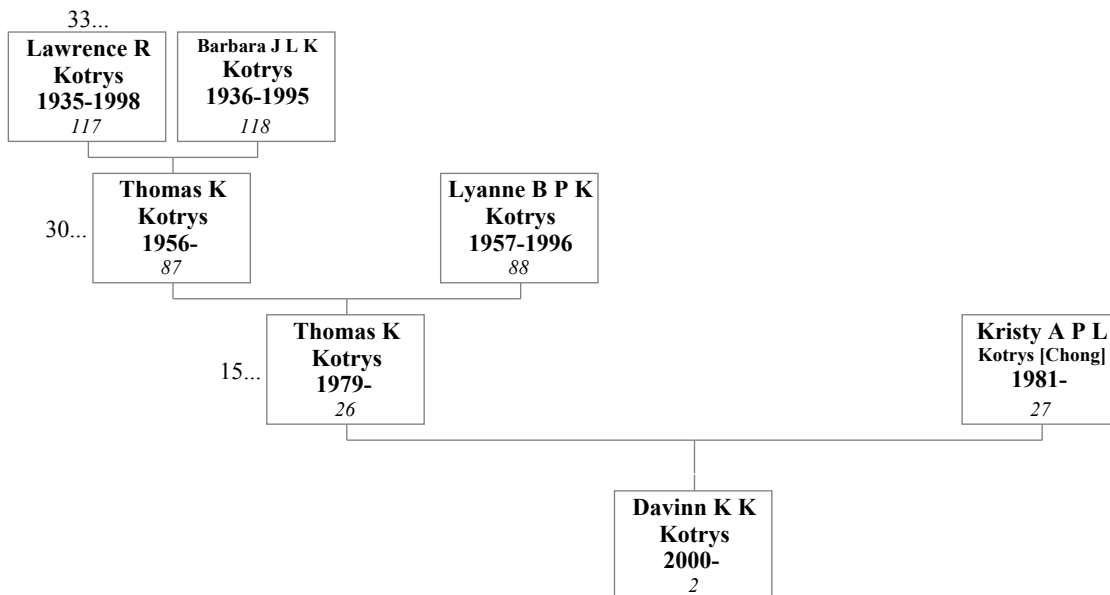 33...
Lawrence R
Kotrys
1935-1998
117
Barbara J L K
Kotrys
1936-1995
118
30...
Thomas K
Kotrys
1956-
87
Lyanne B P K
Kotrys
1957-1996
88
15...
Thomas K
Kotrys
1979-
26
Kristy A P L
Kotrys [Chong]
1981-
27
Davinn K K
Kotrys
2000-
2